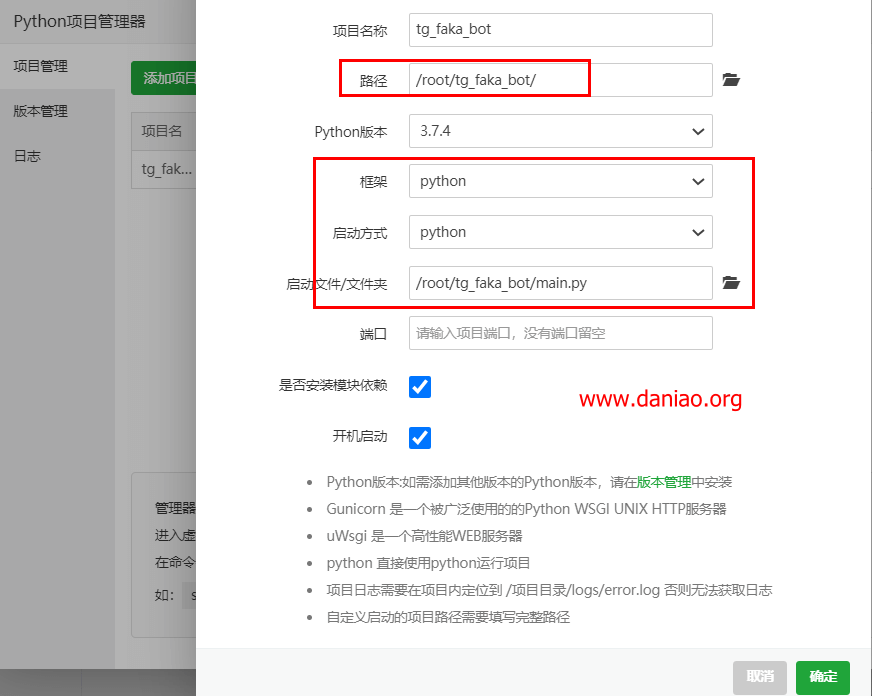 Python项目管理器
项目管理
版本管理
日志
添加项目
项目名
tg_fak...
管理器
进入虚
在命令
如： s
项目名称 tg_faka_bot
路径 /root/tg_faka_bot/
Python版本 3.7.4
框架 python
启动方式 python
启动文件/文件夹 /root/tg_faka_bot/main.py
端口 请输入项目端口，没有端口留空
是否安装模块依赖
www.daniao.org
开机启动
Python版本:如需添加其他版本的Python版本，请在版本管理中安装
Gunicorn 是一个被广泛使用的的Python WSGI UNIX HTTP服务器
uWsgi 是一个高性能WEB服务器
python 直接使用python运行项目
项目日志需要在项目内定位到 /项目目录/logs/error.log 否则无法获取日志
自定义启动的项目路径需要填写完整路径
取消 确定